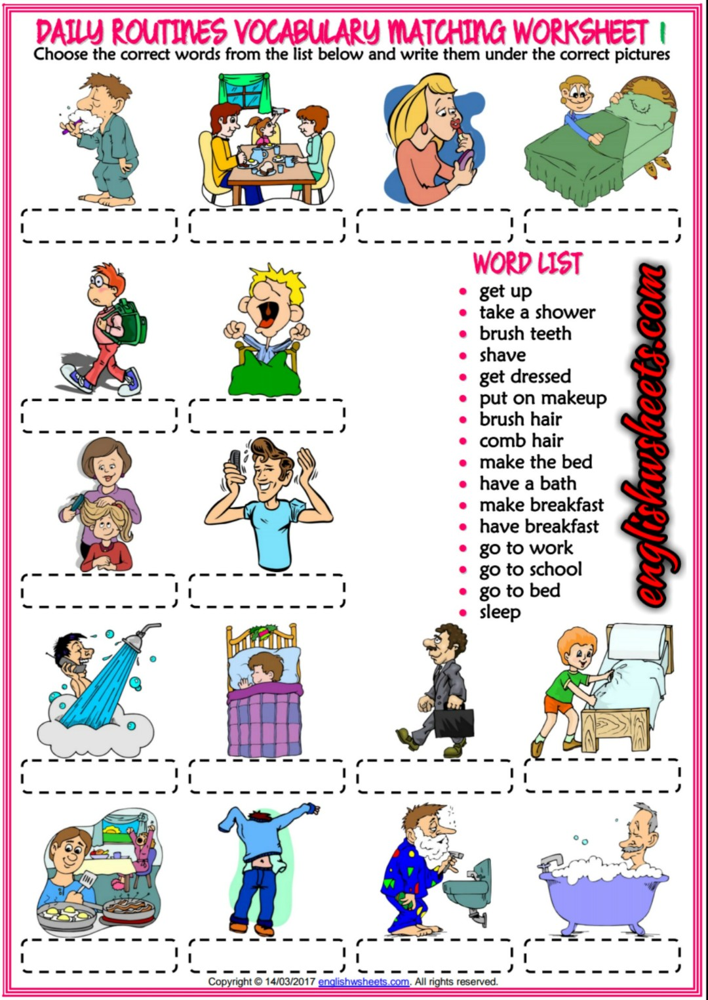 DAILY ROUTINES VOCABULARY MATCHING WORKSHEET 1
Choose the correct words from the list below and write them under the correct pictures
WORD LIST
• get up
• take a shower
• brush teeth
• shave
• get dressed
• put on makeup
• brush hair
• comb hair
• make the bed
• have a bath
• make breakfast
• have breakfast
• go to work
• go to school
• go to bed
• sleep
englishwsheets.com
Copyright © 14/03/2017 englishwsheets.com. All rights reserved.